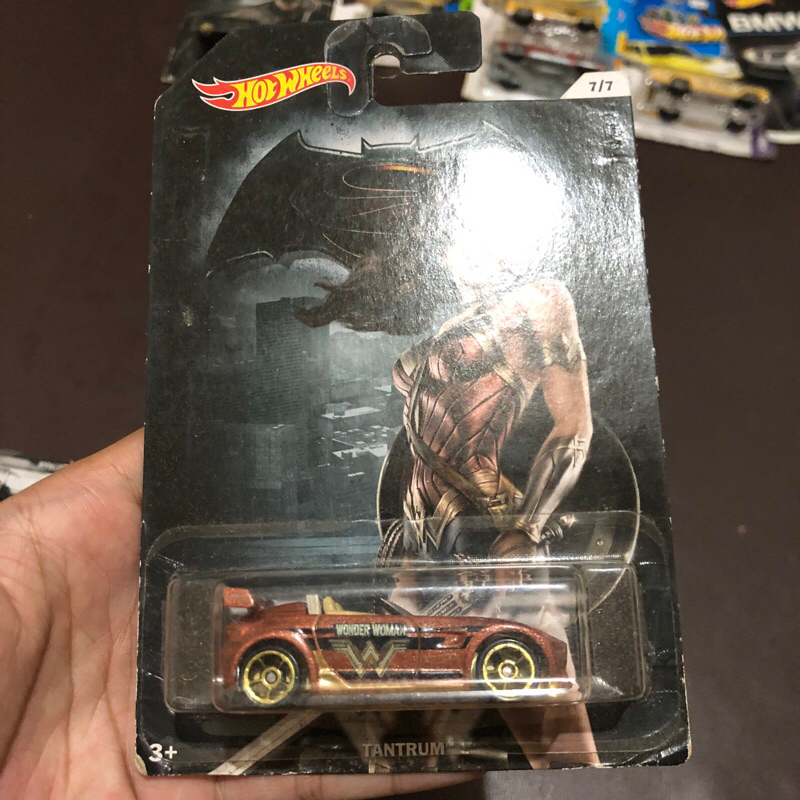 HOT WHEELS
7/7
BMW
WONDER WOMAN
3+
TANTRUM